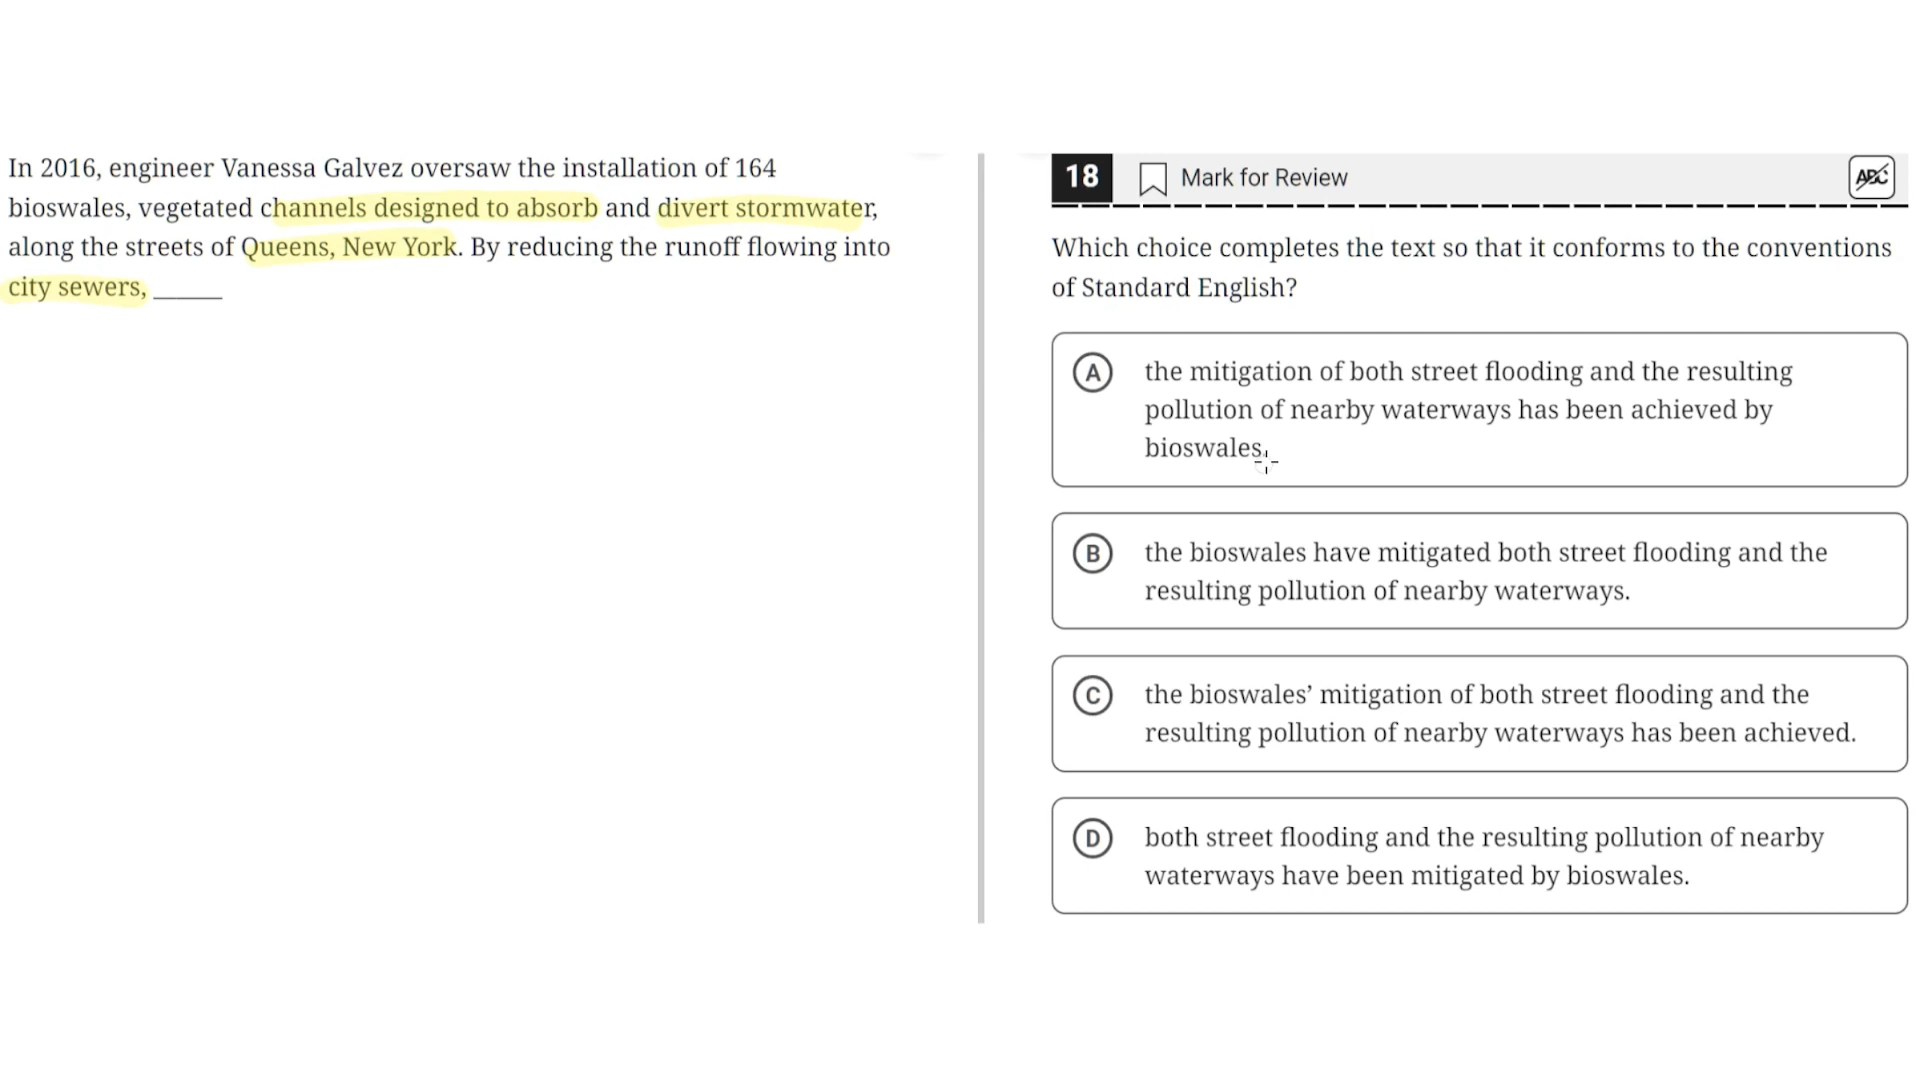 In 2016, engineer Vanessa Galvez oversaw the installation of 164
bioswales, vegetated channels designed to absorb and divert stormwater,
along the streets of Queens, New York. By reducing the runoff flowing into
city sewers, ______
18 Mark for Review ABC
Which choice completes the text so that it conforms to the conventions
of Standard English?
A the mitigation of both street flooding and the resulting
pollution of nearby waterways has been achieved by
bioswales.
B the bioswales have mitigated both street flooding and the
resulting pollution of nearby waterways.
C the bioswales’ mitigation of both street flooding and the
resulting pollution of nearby waterways has been achieved.
D both street flooding and the resulting pollution of nearby
waterways have been mitigated by bioswales.